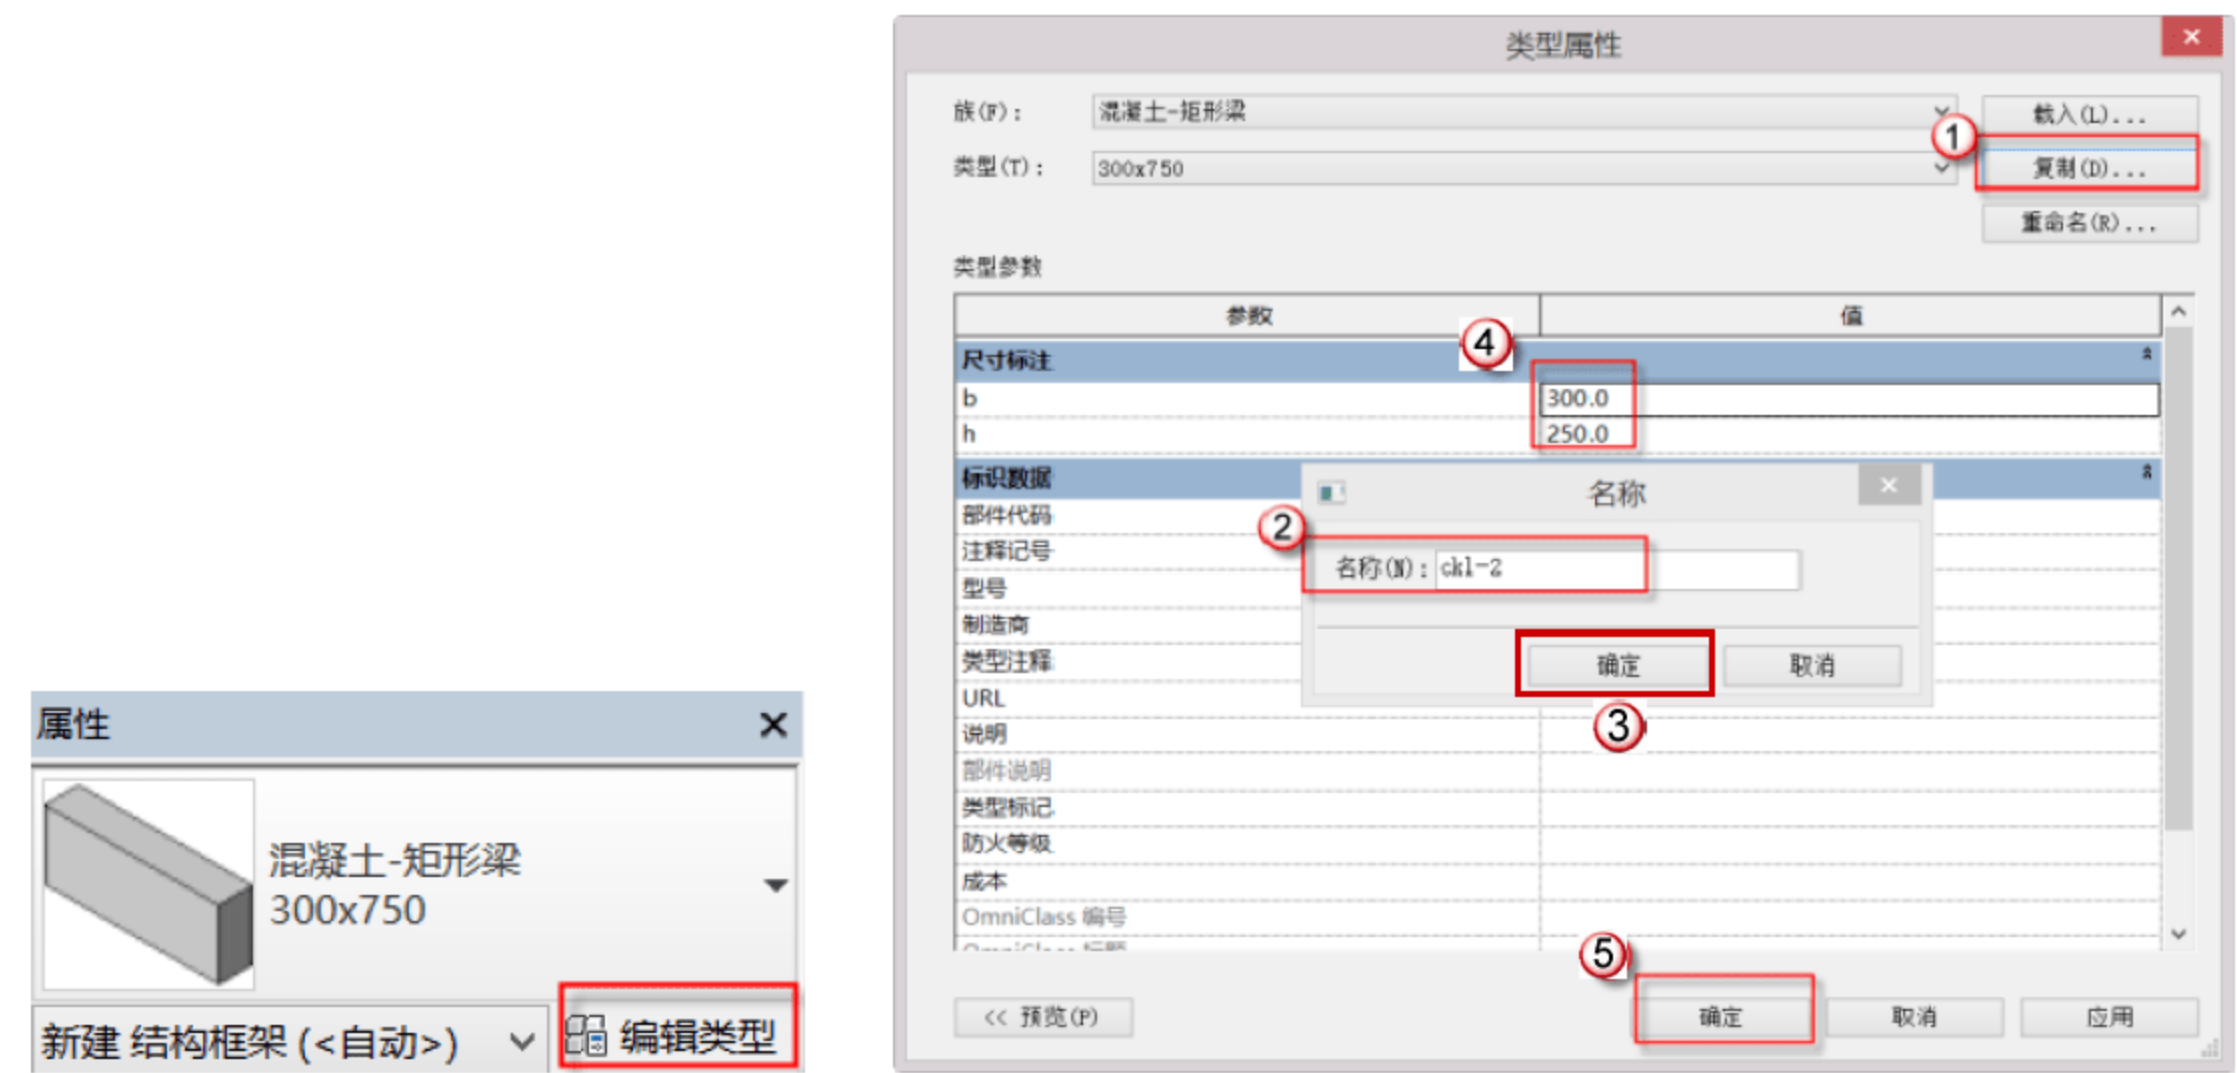 属性
混凝土-矩形梁
300x750
新建 结构框架 (<自动>)
编辑类型
类型属性
族(F):
混凝土-矩形梁
载入(L)...
①
类型(T):
300x750
复制(D)...
重命名(R)...
类型参数
参数
值
④
尺寸标注
b
300.0
h
250.0
标识数据
名称
部件代码
②
注释记号
名称(N):
ckl-2
型号
制造商
类型注释
确定
取消
URL
③
说明
部件说明
类型标记
防火等级
成本
OmniClass 编号
OmniClass 标题
⑤
<< 预览(P)
确定
取消
应用